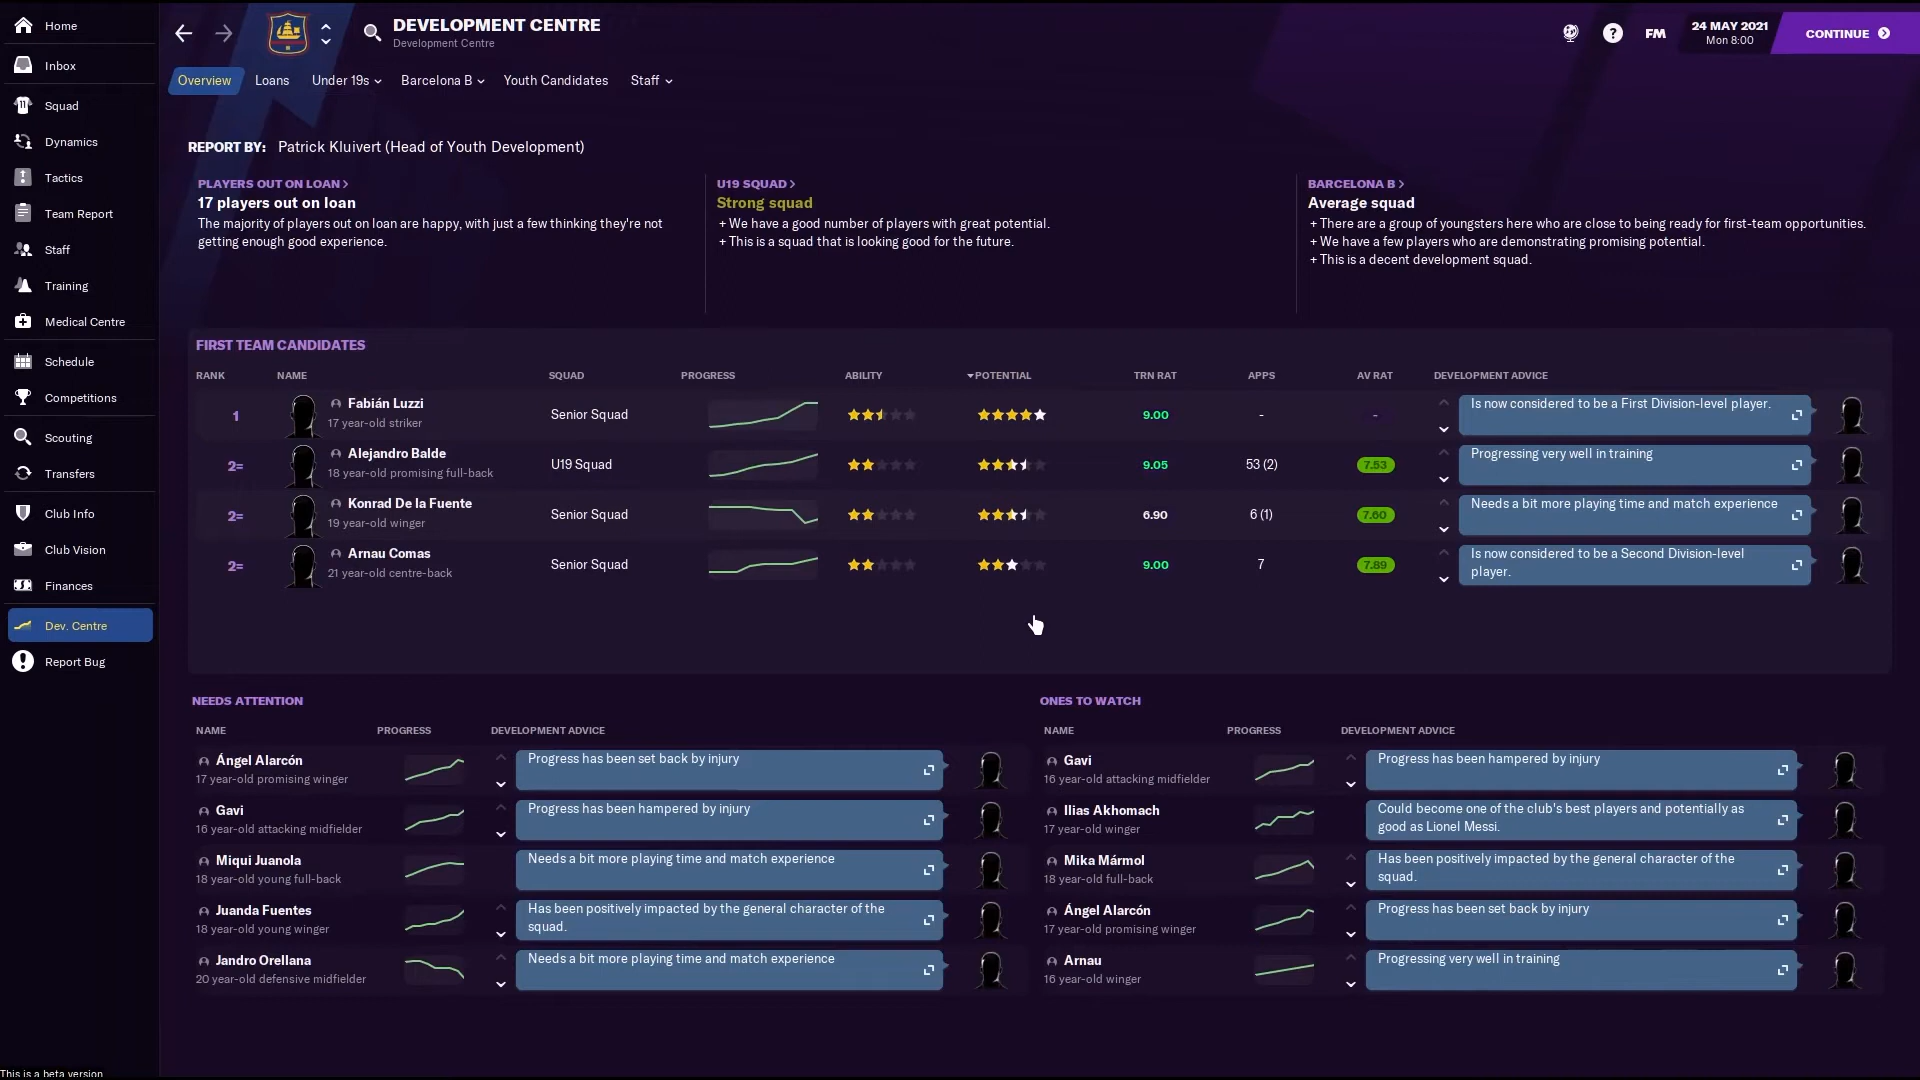 Home
Inbox
Squad
Dynamics
Tactics
Team Report
Staff
Training
Medical Centre
Schedule
Competitions
Scouting
Transfers
Club Info
Club Vision
Finances
Dev. Centre
Report Bug
This is a beta version
DEVELOPMENT CENTRE
Development Centre
? FM 24 MAY 2021 CONTINUE
Mon 8:00
Overview Loans Under 19s Barcelona B Youth Candidates Staff
REPORT BY: Patrick Kluivert (Head of Youth Development)
PLAYERS OUT ON LOAN >
17 players out on loan
The majority of players out on loan are happy, with just a few thinking they're not
getting enough good experience.
U19 SQUAD >
Strong squad
+ We have a good number of players with great potential.
+ This is a squad that is looking good for the future.
BARCELONA B >
Average squad
+ There are a group of youngsters here who are close to being ready for first-team opportunities.
+ We have a few players who are demonstrating promising potential.
+ This is a decent development squad.
FIRST TEAM CANDIDATES
RANK NAME SQUAD PROGRESS ABILITY POTENTIAL TRN RAT APPS AV RAT DEVELOPMENT ADVICE
1 Fabián Luzzi Senior Squad 9.00 - - Is now considered to be a First Division-level player.
17 year-old striker
2= Alejandro Balde U19 Squad 9.05 53 (2) 7.53 Progressing very well in training
18 year-old promising full-back
2= Konrad De la Fuente Senior Squad 6.90 6 (1) 7.60 Needs a bit more playing time and match experience
19 year-old winger
2= Arnau Comas Senior Squad 9.00 7 7.89 Is now considered to be a Second Division-level
21 year-old centre-back player.
NEEDS ATTENTION
NAME PROGRESS DEVELOPMENT ADVICE
Ángel Alarcón Progress has been set back by injury
17 year-old promising winger
Gavi Progress has been hampered by injury
16 year-old attacking midfielder
Miqui Juanola Needs a bit more playing time and match experience
18 year-old young full-back
Juanda Fuentes Has been positively impacted by the general character of the
18 year-old young winger squad.
Jandro Orellana Needs a bit more playing time and match experience
20 year-old defensive midfielder
ONES TO WATCH
NAME PROGRESS DEVELOPMENT ADVICE
Gavi Progress has been hampered by injury
16 year-old attacking midfielder
Ilias Akhomach Could become one of the club's best players and potentially as
17 year-old winger good as Lionel Messi.
Mika Mármol Has been positively impacted by the general character of the
18 year-old full-back squad.
Ángel Alarcón Progress has been set back by injury
17 year-old promising winger
Arnau Progressing very well in training
16 year-old winger